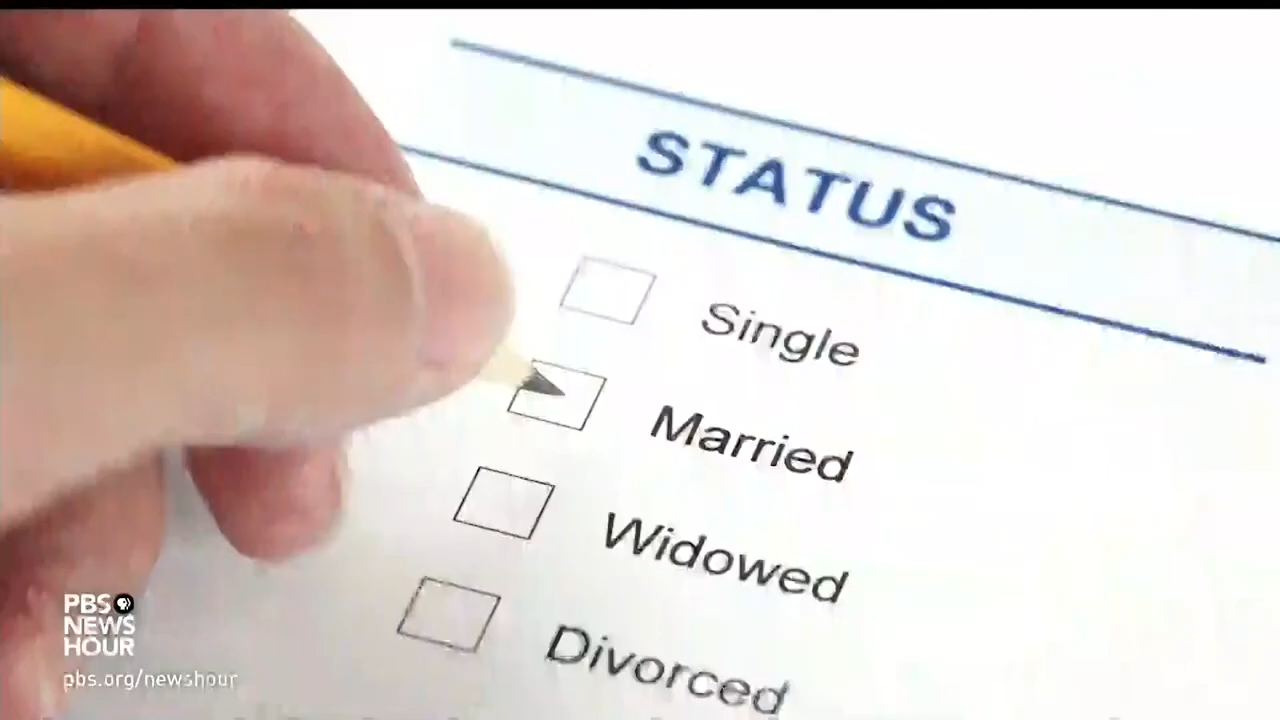 STATUS
Single
Married
Widowed
Divorced
PBS
NEWS
HOUR
pbs.org/newshour